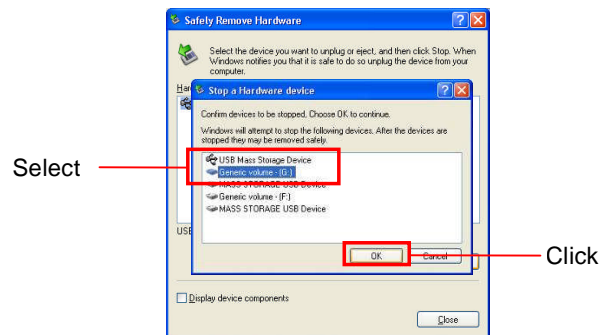 Safely Remove Hardware
Select the device you want to unplug or eject, and then click Stop. When
Windows notifies you that it is safe to do so unplug the device from your
computer.
Har
Stop a Hardware device
Confirm devices to be stopped, Choose OK to continue.
Windows will attempt to stop the following devices. After the devices are
stopped they may be removed safely.
USB Mass Storage Device
Generic volume - (G:)
MASS STORAGE USB Device
Generic volume - (F:)
MASS STORAGE USB Device
Select
USB
OK
Cancel
Click
Display device components
Close